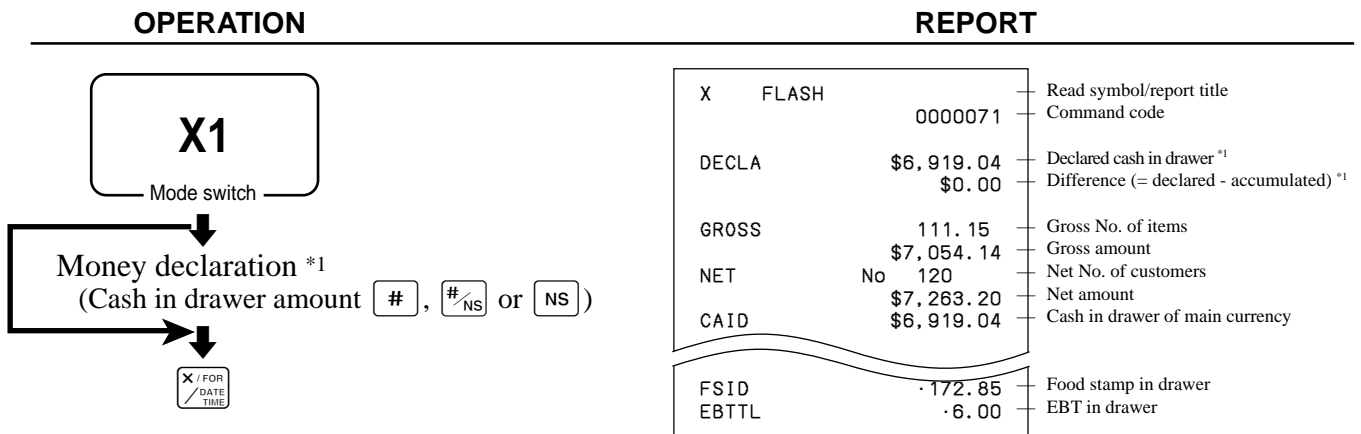 OPERATION
REPORT
X1
Mode switch
Money declaration *1
(Cash in drawer amount #, #/NS or NS)
X / FOR
/ DATE
TIME
X FLASH Read symbol/report title
0000071 Command code
DECLA $6,919.04 Declared cash in drawer *1
$0.00 Difference (= declared - accumulated) *1
GROSS 111.15 Gross No. of items
$7,054.14 Gross amount
NET No 120 Net No. of customers
$7,263.20 Net amount
CAID $6,919.04 Cash in drawer of main currency
FSID ·172.85 Food stamp in drawer
EBTTL ·6.00 EBT in drawer